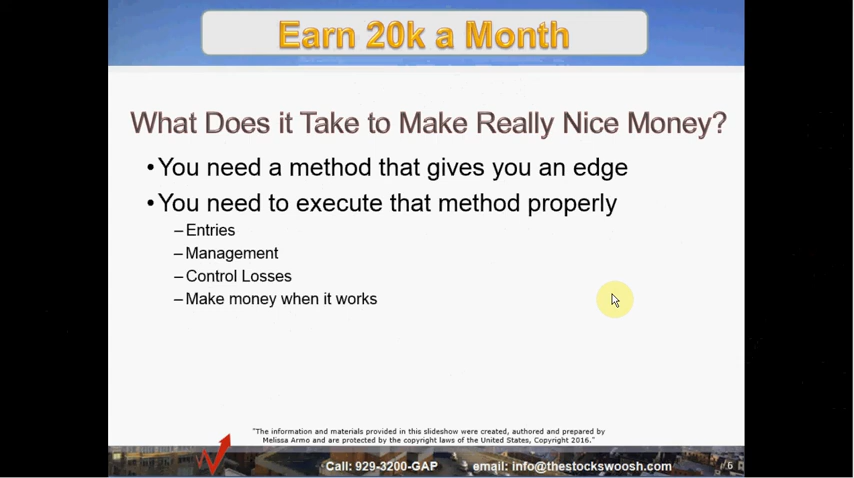 Earn 20k a Month
What Does it Take to Make Really Nice Money?
•You need a method that gives you an edge
•You need to execute that method properly
–Entries
–Management
–Control Losses
–Make money when it works
"The information and materials provided in this slideshow were created, authored and prepared by
Melissa Armo and are protected by the copyright laws of the United States, Copyright 2016."
Call: 929-3200-GAP email: info@thestockswoosh.com 6